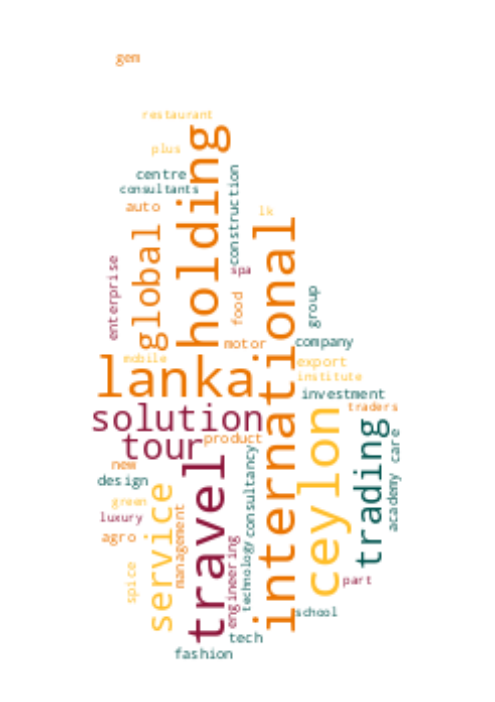 gem
restaurant
plus
centre
consultants
auto
holding
construction
lk
global
international
enterprise
spa
food
group
motor
company
mobile
lanka
export
institute
investment
solution
ceylon
traders
tour
product
trading
care
new
design
travel
consultancy
academy
green
luxury
service
management
agro
engineering
technology
spice
part
school
tech
fashion